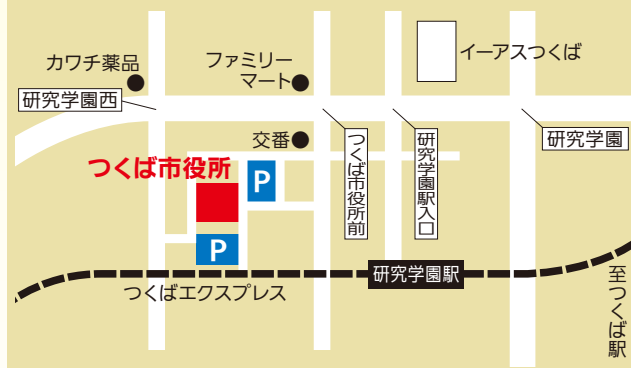 カワチ薬品
ファミリー
マート
イーアスつくば
研究学園西
交番
つくば市役所前
研究学園駅入口
研究学園
つくば市役所
P
P
研究学園駅
つくばエクスプレス
至つくば駅